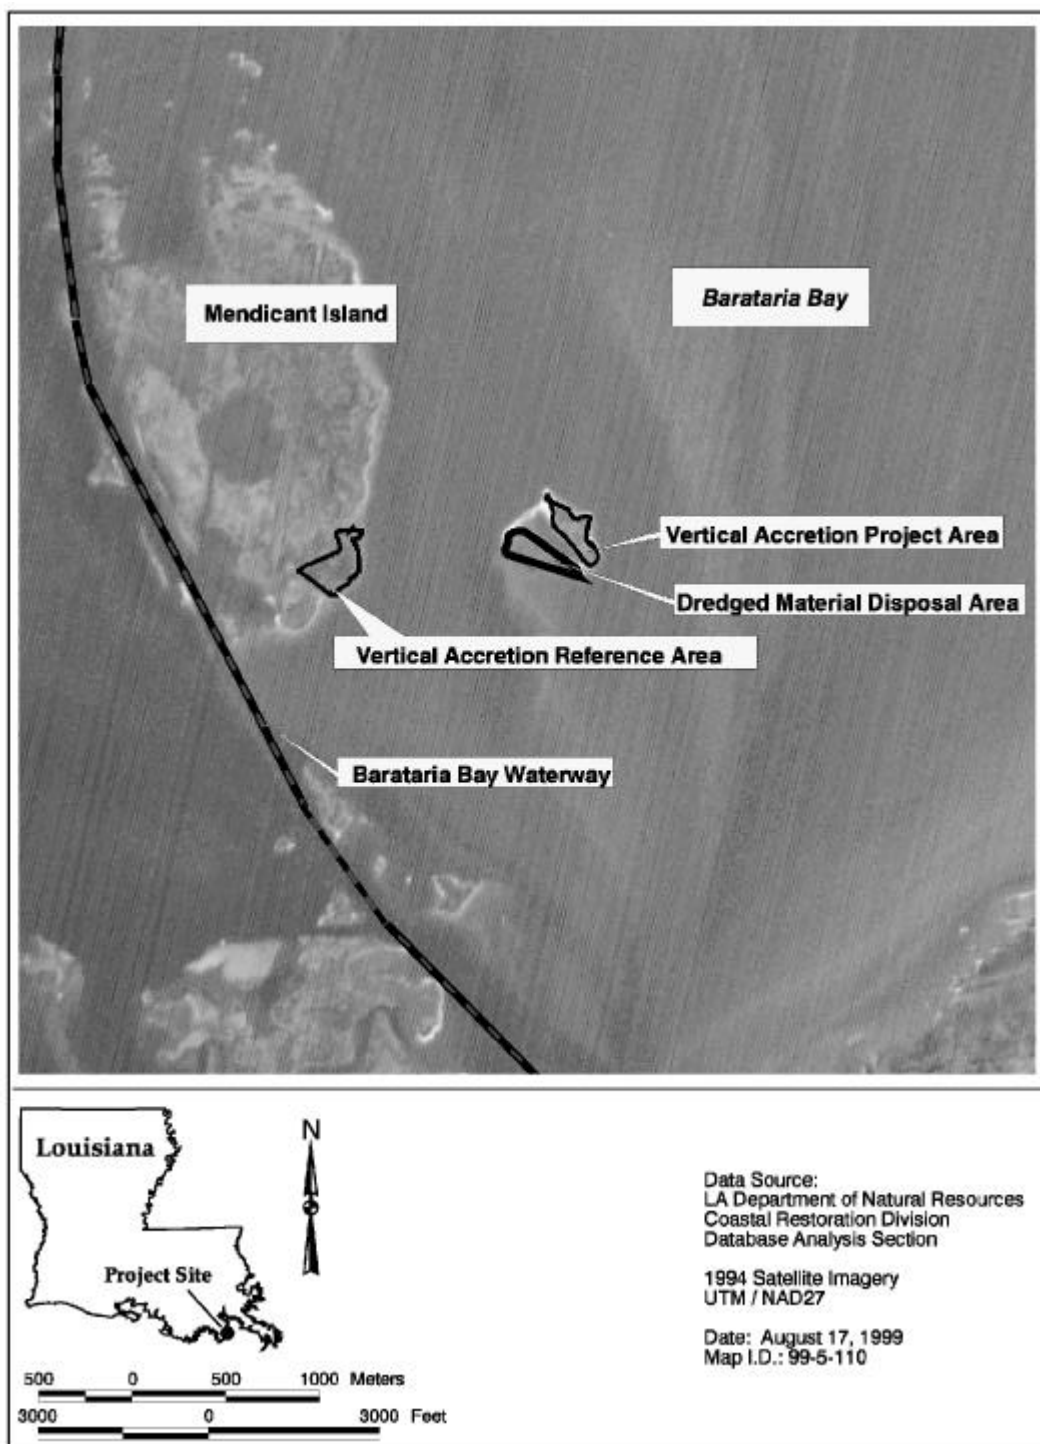 Mendicant Island
Barataria Bay
Vertical Accretion Project Area
Dredged Material Disposal Area
Vertical Accretion Reference Area
Barataria Bay Waterway
Louisiana
Project Site
N
500 0 500 1000 Meters
3000 0 3000 Feet
Data Source:
LA Department of Natural Resources
Coastal Restoration Division
Database Analysis Section
1994 Satellite Imagery
UTM / NAD27
Date: August 17, 1999
Map I.D.: 99-5-110